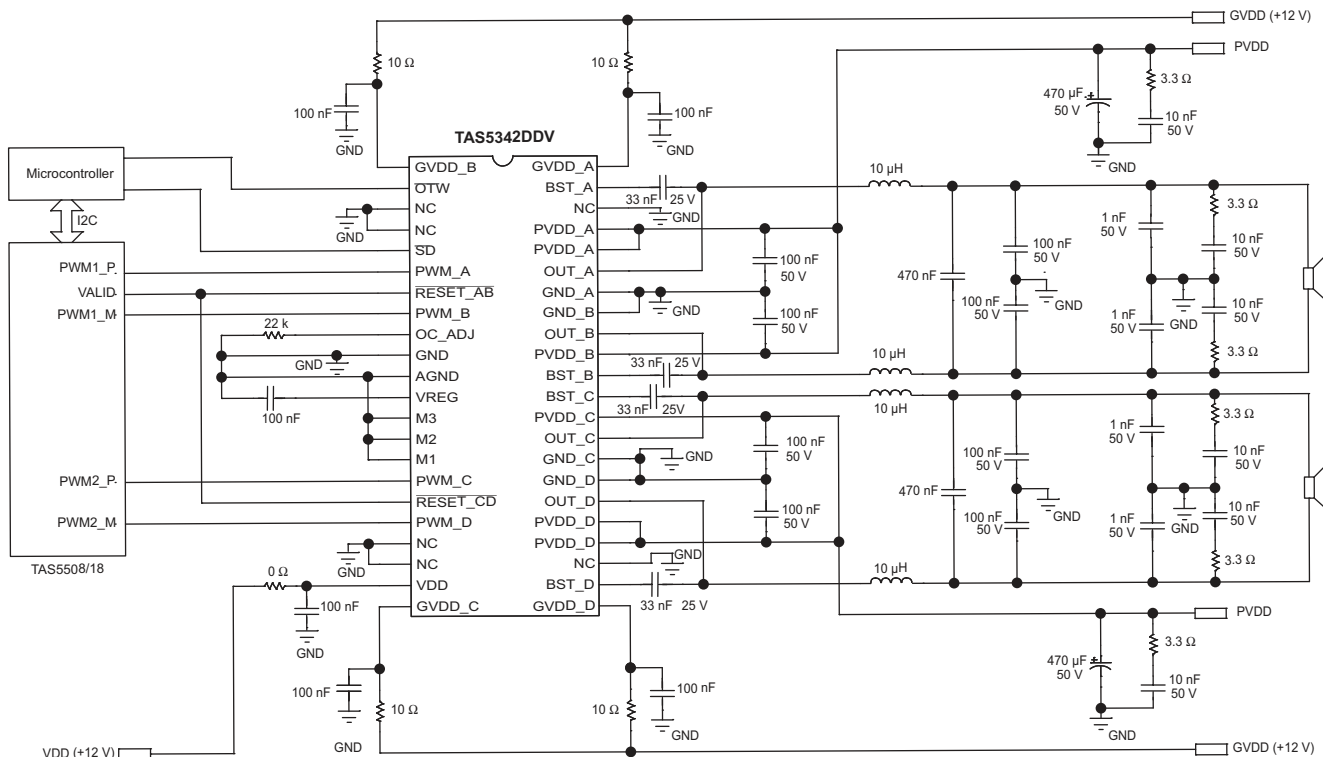 GVDD (+12 V)
PVDD
10 Ω
10 Ω
3.3 Ω
470 µF
50 V
10 nF
50 V
100 nF
GND
100 nF
GND
GND
TAS5342DDV
Microcontroller
I2C
GVDD_B
OTW
NC
NC
SD
PWM_A
RESET_AB
PWM_B
OC_ADJ
GND
AGND
VREG
M3
M2
M1
PWM_C
RESET_CD
PWM_D
NC
NC
VDD
GVDD_C
GVDD_A
BST_A
NC
PVDD_A
PVDD_A
OUT_A
GND_A
GND_B
OUT_B
PVDD_B
BST_B
BST_C
PVDD_C
OUT_C
GND_C
GND_D
OUT_D
PVDD_D
PVDD_D
NC
BST_D
GVDD_D
PWM1_P
VALID
PWM1_M
PWM2_P
PWM2_M
TAS5508/18
GND
22 k
GND
100 nF
GND
0 Ω
100 nF
GND
33 nF 25 V
GND
100 nF
50 V
GND
100 nF
50 V
33 nF 25 V
33 nF 25V
100 nF
50 V
GND
100 nF
50 V
GND
33 nF 25 V
10 µH
10 µH
10 µH
10 µH
470 nF
100 nF
50 V
GND
100 nF
50 V
1 nF
50 V
1 nF
50 V
GND
3.3 Ω
10 nF
50 V
10 nF
50 V
3.3 Ω
470 nF
100 nF
50 V
GND
100 nF
50 V
1 nF
50 V
1 nF
50 V
GND
3.3 Ω
10 nF
50 V
10 nF
50 V
3.3 Ω
PVDD
3.3 Ω
470 µF
50 V
10 nF
50 V
GND
100 nF
10 Ω
GND
100 nF
10 Ω
GND
VDD (+12 V)
GVDD (+12 V)